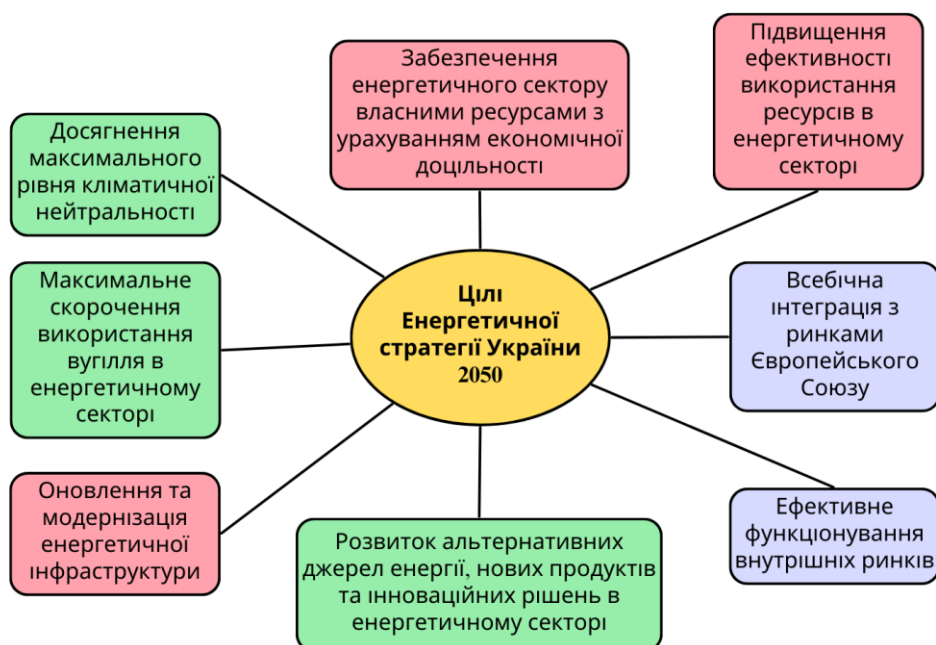 Забезпечення
енергетичного сектору
власними ресурсами з
урахуванням економічної
доцільності
Підвищення
ефективності
використання
ресурсів в
енергетичному
секторі
Досягнення
максимального
рівня кліматичної
нейтральності
Максимальне
скорочення
використання
вугілля в
енергетичному
секторі
Цілі
Енергетичної
стратегії України
2050
Всебічна
інтеграція з
ринками
Європейського
Союзу
Оновлення та
модернізація
енергетичної
інфраструктури
Розвиток альтернативних
джерел енергії, нових продуктів
та інноваційних рішень в
енергетичному секторі
Ефективне
функціонування
внутрішніх ринків